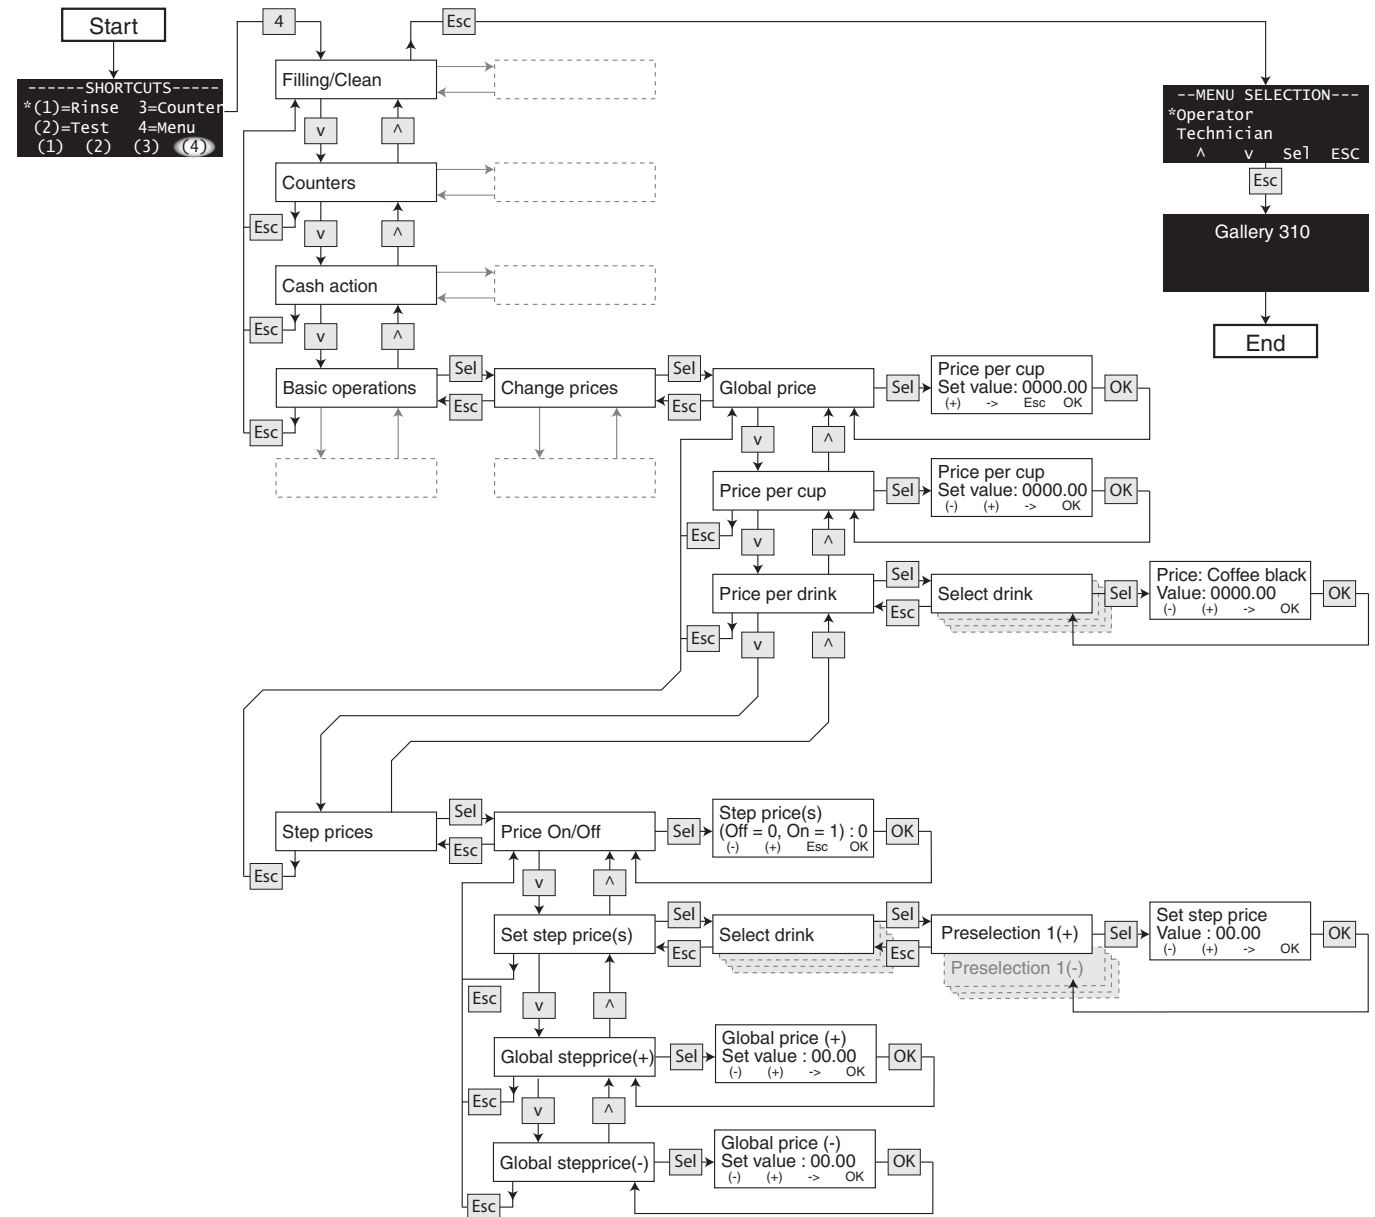 Start
4
Esc
------SHORTCUTS-----
*(1)=Rinse 3=Counter
(2)=Test 4=Menu
(1) (2) (3) (4)
Filling/Clean
--MENU SELECTION---
*Operator
Technician
^ v Sel ESC
v ^
Counters
Esc
Esc
v ^
Gallery 310
Cash action
Esc
v ^
End
Basic operations
Sel
Esc
Change prices
Sel
Esc
Global price
Sel
Price per cup
Set value: 0000.00
(+) -> Esc OK
OK
Esc
v ^
Price per cup
Sel
Price per cup
Set value: 0000.00
(-) (+) -> OK
OK
Esc
v ^
Price per drink
Sel
Esc
Select drink
Sel
Price: Coffee black
Value: 0000.00
(-) (+) -> OK
OK
Esc
v ^
Step prices
Sel
Esc
Price On/Off
Sel
Step price(s)
(Off = 0, On = 1) : 0
(-) (+) Esc OK
OK
Esc
v ^
Set step price(s)
Sel
Esc
Select drink
Sel
Esc
Preselection 1(+)
Preselection 1(-)
Sel
Set step price
Value : 00.00
(-) (+) -> OK
OK
Esc
v ^
Global stepprice(+)
Sel
Global price (+)
Set value : 00.00
(-) (+) -> OK
OK
Esc
v ^
Global stepprice(-)
Sel
Global price (-)
Set value : 00.00
(-) (+) -> OK
OK
Esc